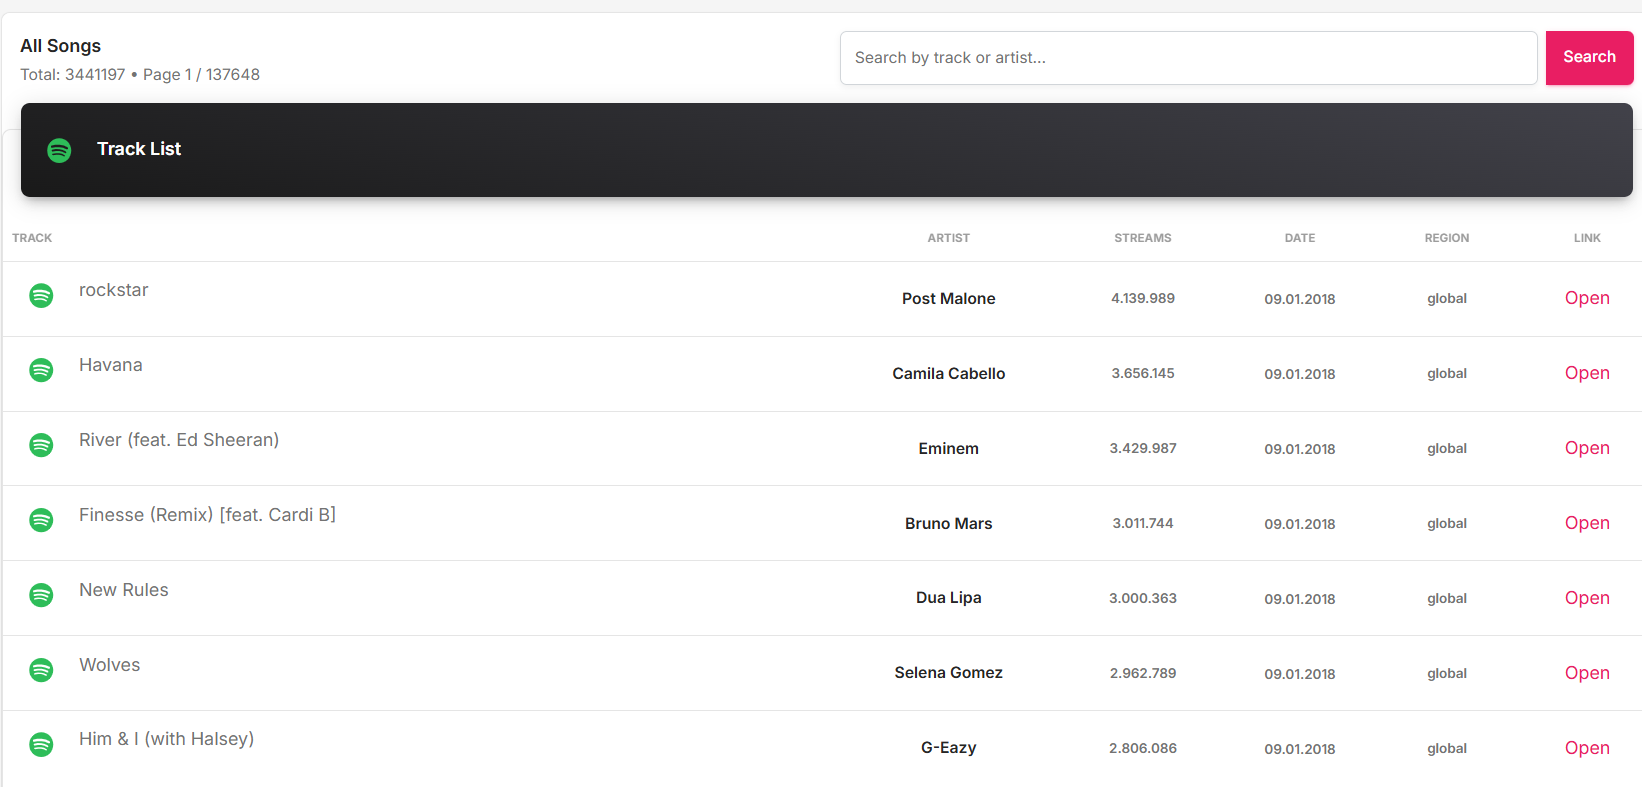 All Songs
Total: 3441197 • Page 1 / 137648
Search by track or artist...
Search
Track List
TRACK ARTIST STREAMS DATE REGION LINK
rockstar Post Malone 4.139.989 09.01.2018 global Open
Havana Camila Cabello 3.656.145 09.01.2018 global Open
River (feat. Ed Sheeran) Eminem 3.429.987 09.01.2018 global Open
Finesse (Remix) [feat. Cardi B] Bruno Mars 3.011.744 09.01.2018 global Open
New Rules Dua Lipa 3.000.363 09.01.2018 global Open
Wolves Selena Gomez 2.962.789 09.01.2018 global Open
Him & I (with Halsey) G-Eazy 2.806.086 09.01.2018 global Open